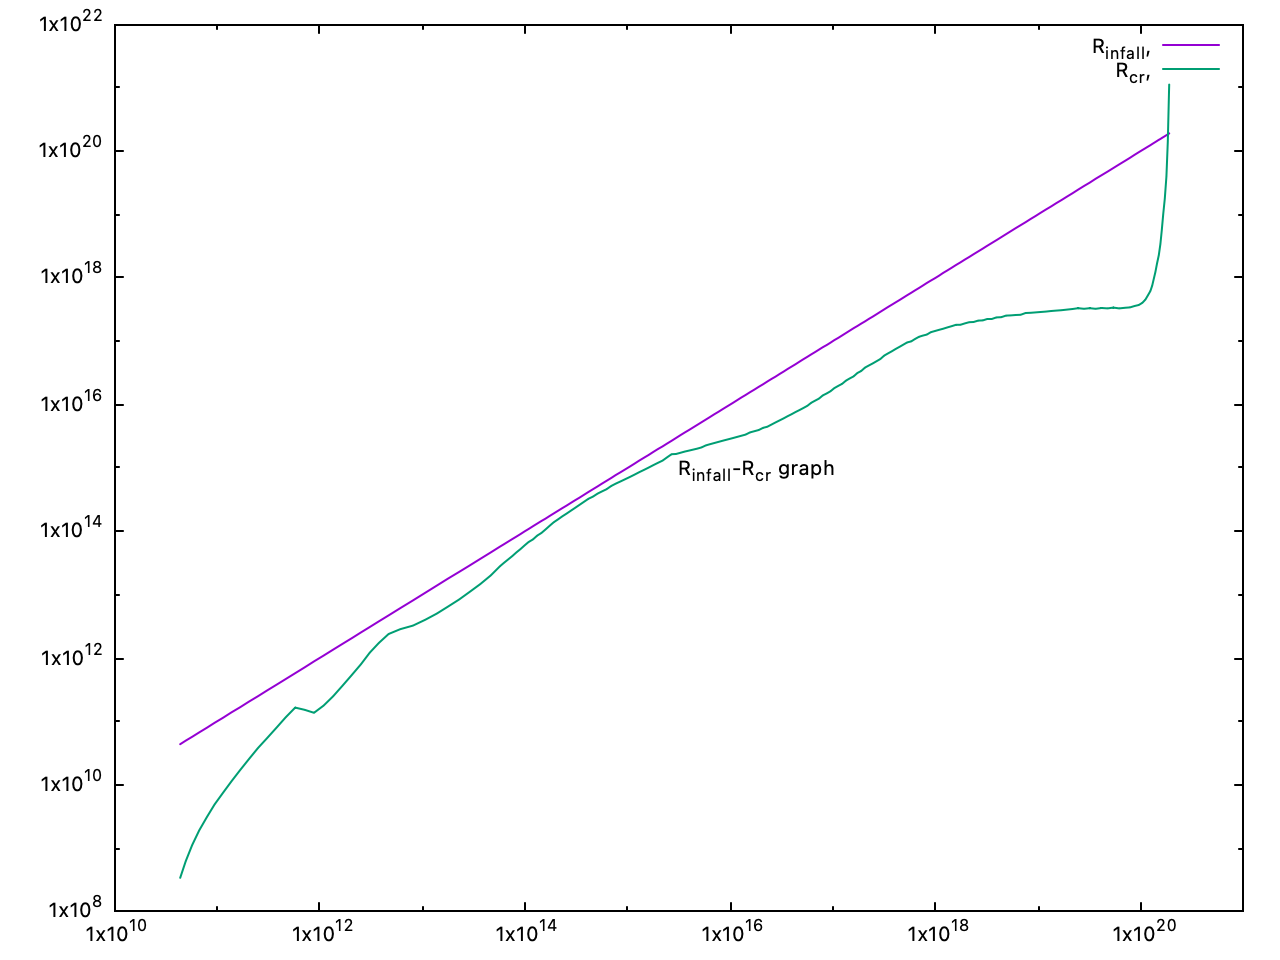 1x10^22
1x10^20
1x10^18
1x10^16
1x10^14
1x10^12
1x10^10
1x10^8
R_infall,
R_cr,
R_infall-R_cr graph
1x10^10 1x10^12 1x10^14 1x10^16 1x10^18 1x10^20